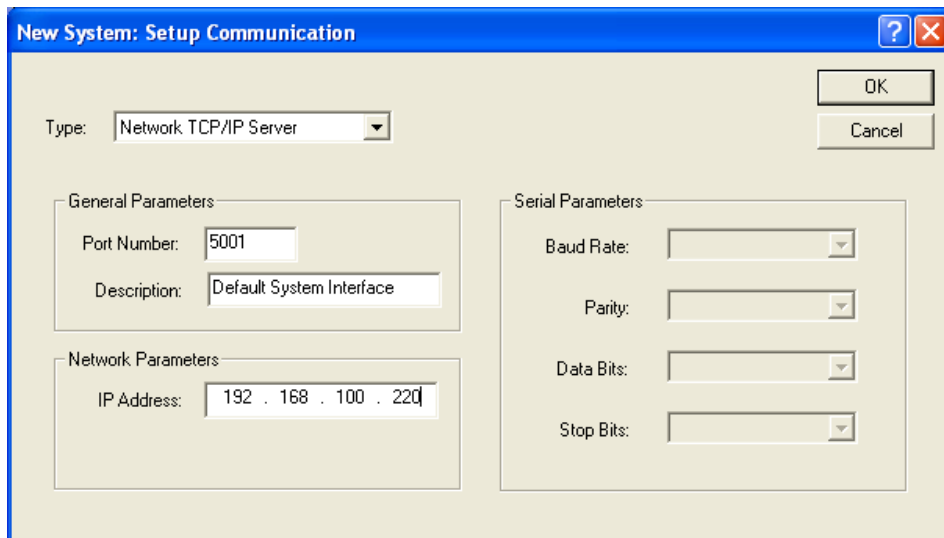 New System: Setup Communication
OK
Type: Network TCP/IP Server
Cancel
General Parameters
Port Number: 5001
Description: Default System Interface
Network Parameters
IP Address: 192 . 168 . 100 . 220
Serial Parameters
Baud Rate:
Parity:
Data Bits:
Stop Bits: